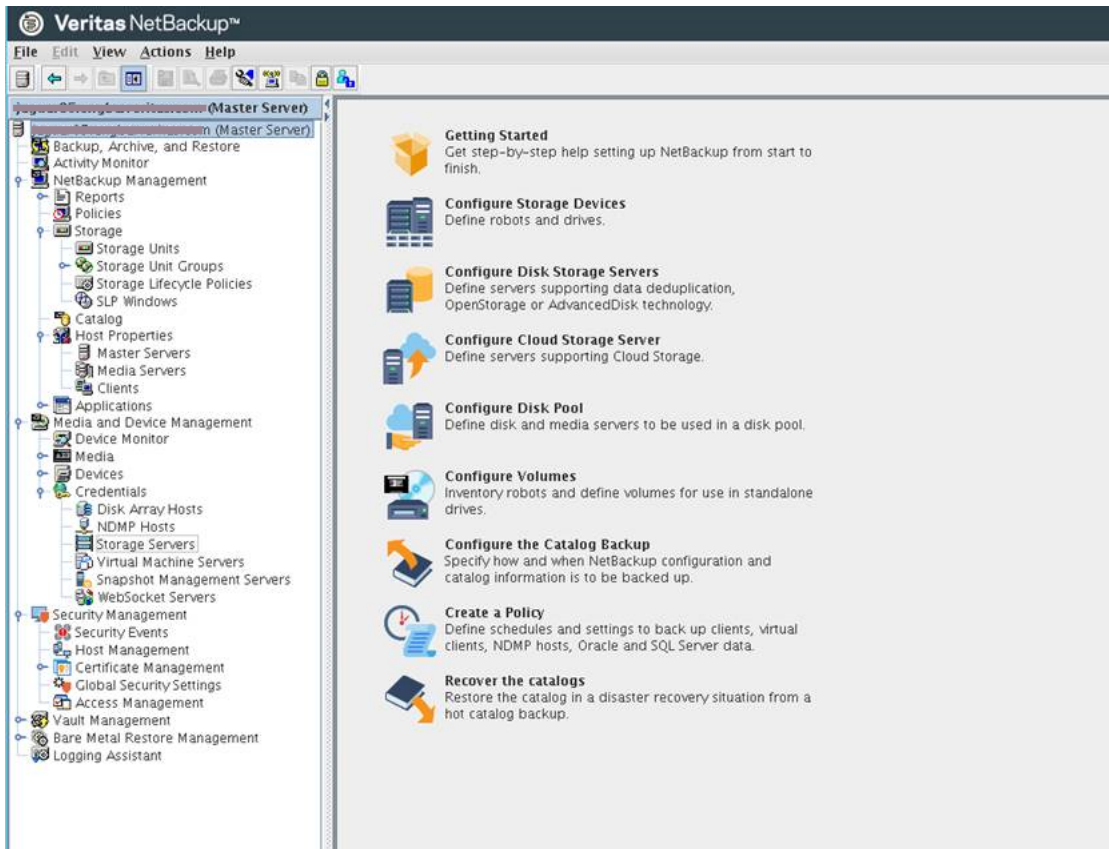 Veritas NetBackup™
File Edit View Actions Help
(Master Server)
(Master Server)
Backup, Archive, and Restore
Activity Monitor
NetBackup Management
Reports
Policies
Storage
Storage Units
Storage Unit Groups
Storage Lifecycle Policies
SLP Windows
Catalog
Host Properties
Master Servers
Media Servers
Clients
Applications
Media and Device Management
Device Monitor
Media
Devices
Credentials
Disk Array Hosts
NDMP Hosts
Storage Servers
Virtual Machine Servers
Snapshot Management Servers
WebSocket Servers
Security Management
Security Events
Host Management
Certificate Management
Global Security Settings
Access Management
Vault Management
Bare Metal Restore Management
Logging Assistant
Getting Started
Get step-by-step help setting up NetBackup from start to
finish.
Configure Storage Devices
Define robots and drives.
Configure Disk Storage Servers
Define servers supporting data deduplication,
OpenStorage or AdvancedDisk technology.
Configure Cloud Storage Server
Define servers supporting Cloud Storage.
Configure Disk Pool
Define disk and media servers to be used in a disk pool.
Configure Volumes
Inventory robots and define volumes for use in standalone
drives.
Configure the Catalog Backup
Specify how and when NetBackup configuration and
catalog information is to be backed up.
Create a Policy
Define schedules and settings to back up clients, virtual
clients, NDMP hosts, Oracle and SQL Server data.
Recover the catalogs
Restore the catalog in a disaster recovery situation from a
hot catalog backup.